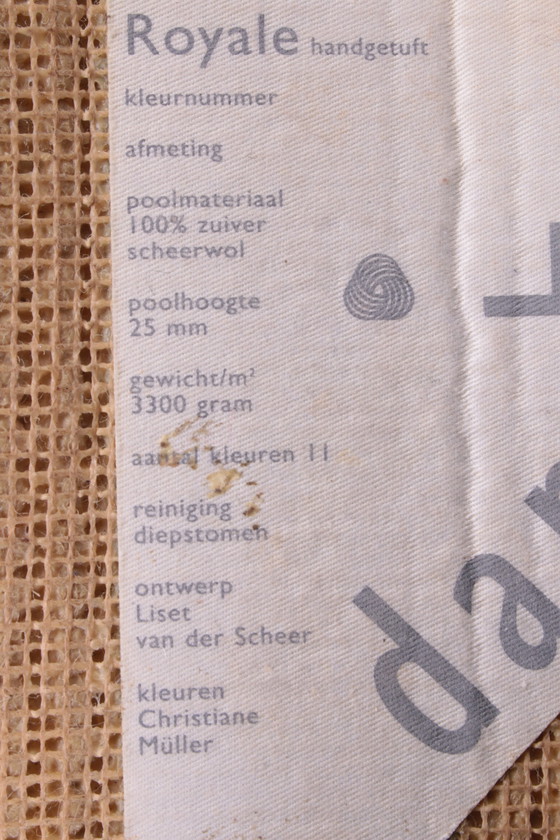 Royale handgetuft
kleurnummer
afmeting
poolmateriaal
100% zuiver
scheerwol
poolhoogte
25 mm
gewicht/m²
3300 gram
aantal kleuren 11
reiniging
diepstomen
ontwerp
Liset
van der Scheer
kleuren
Christiane
Müller